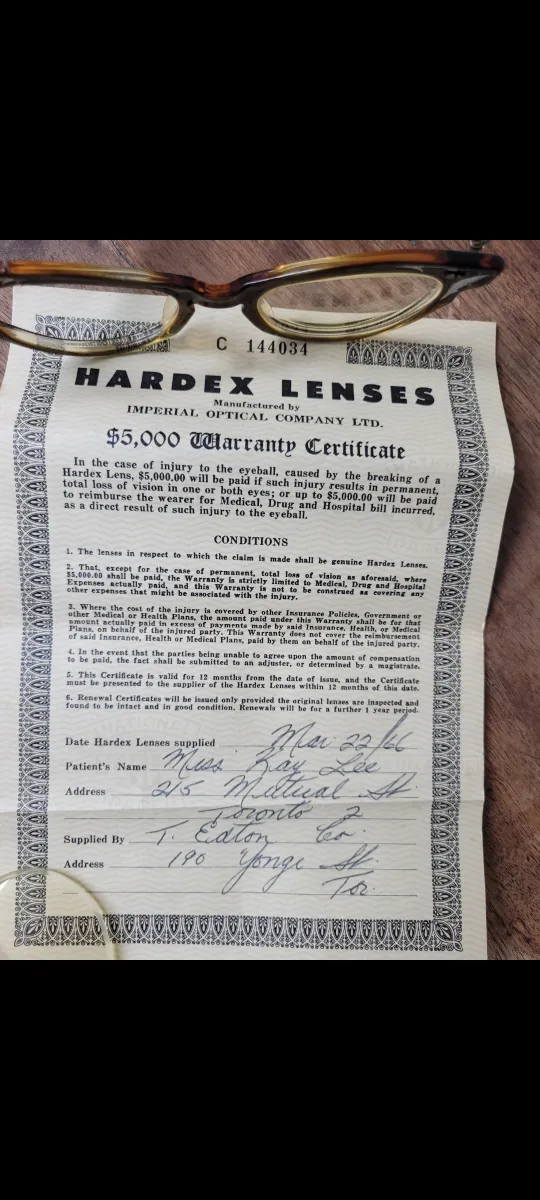 C 144034
HARDEX LENSES
Manufactured by
IMPERIAL OPTICAL COMPANY LTD.
$5,000 Warranty Certificate
In the case of injury to the eyeball, caused by the breaking of a
Hardex Lens, $5,000.00 will be paid if such injury results in permanent,
total loss of vision in one or both eyes; or up to $5,000.00 will be paid
to reimburse the wearer for Medical, Drug and Hospital bill incurred,
as a direct result of such injury to the eyeball.
CONDITIONS
1. The lenses in respect to which the claim is made shall be genuine Hardex Lenses.
2. That, except for the case of permanent, total loss of vision as aforesaid, where
$5,000.00 shall be paid, the Warranty is strictly limited to Medical, Drug and Hospital
Expenses actually paid, and this Warranty is not to be construed as covering any
other expenses that might be associated with the injury.
3. Where the cost of the injury is covered by other Insurance Policies, Government or
other Medical or Health Plans, the amount paid under this Warranty shall be for that
amount actually paid in excess of payments made by said Insurance, Health, or Medical
Plans, on behalf of the injured party. This Warranty does not cover the reimbursement
of said Insurance, Health or Medical Plans, paid by them on behalf of the injured party.
4. In the event that the parties being unable to agree upon the amount of compensation
to be paid, the fact shall be submitted to an adjuster, or determined by a magistrate.
5. This Certificate is valid for 12 months from the date of issue, and the Certificate
must be presented to the supplier of the Hardex Lenses within 12 months of this date.
6. Renewal Certificates will be issued only provided the original lenses are inspected and
found to be intact and in good condition. Renewals will be for a further 1 year period.
Date Hardex Lenses supplied Mar 22/66
Patient's Name Miss Kay Lee
Address 215 Mutual St.
Toronto 2
Supplied By T. Eaton Co.
Address 190 Yonge St.
Tor.